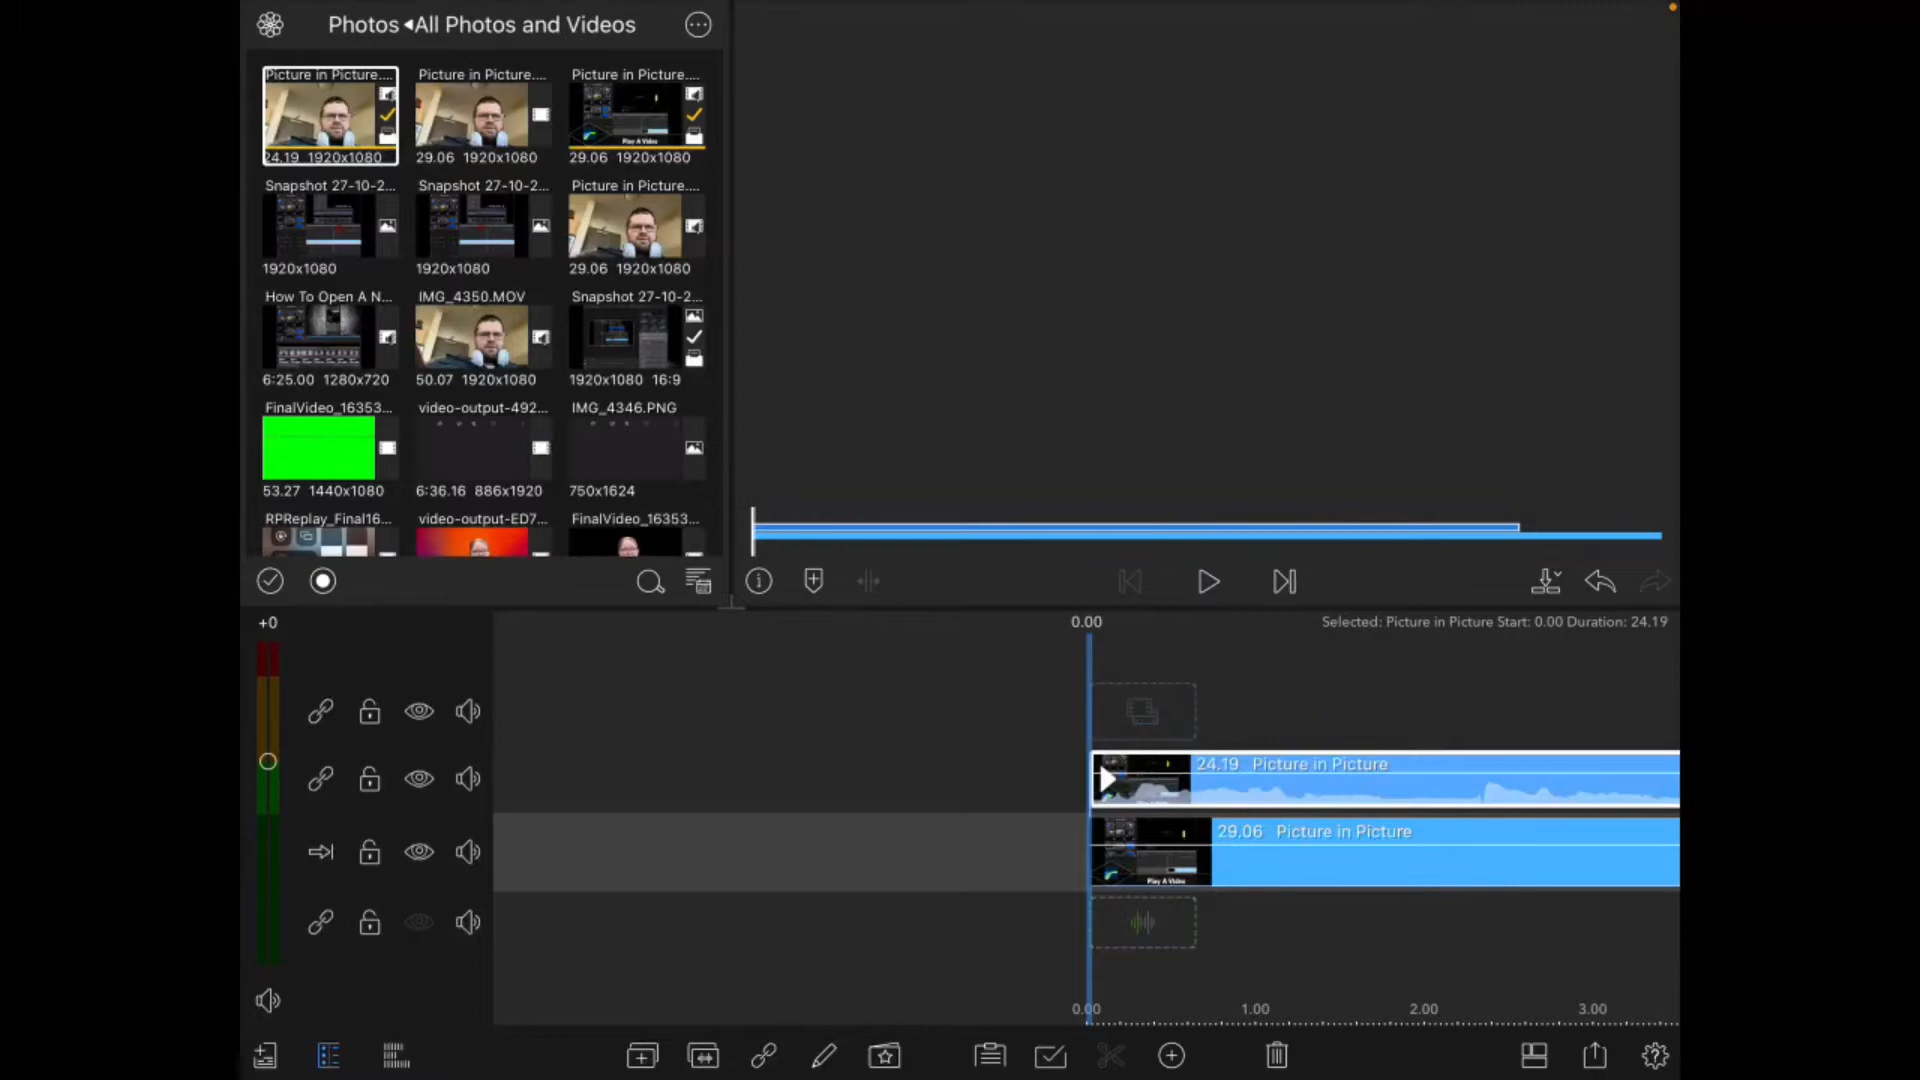 Photos ◂All Photos and Videos
Picture in Picture.... Picture in Picture.... Picture in Picture....
Play A Video
24.19 1920x1080 29.06 1920x1080 29.06 1920x1080
Snapshot 27-10-2... Snapshot 27-10-2... Picture in Picture....
1920x1080 1920x1080 29.06 1920x1080
How To Open A N... IMG_4350.MOV Snapshot 27-10-2...
6:25.00 1280x720 50.07 1920x1080 1920x1080 16:9
FinalVideo_16353... video-output-492... IMG_4346.PNG
53.27 1440x1080 6:36.16 886x1920 750x1624
RPReplay_Final16... video-output-ED7... FinalVideo_16353...
+0 0.00 Selected: Picture in Picture Start: 0.00 Duration: 24.19
24.19 Picture in Picture
29.06 Picture in Picture
Play A Video
0.00 1.00 2.00 3.00